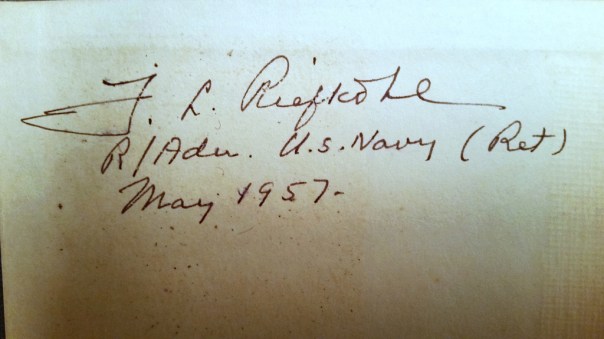 F. L. Riefkohl
R/Adm. U.S. Navy (Ret)
May 1957-